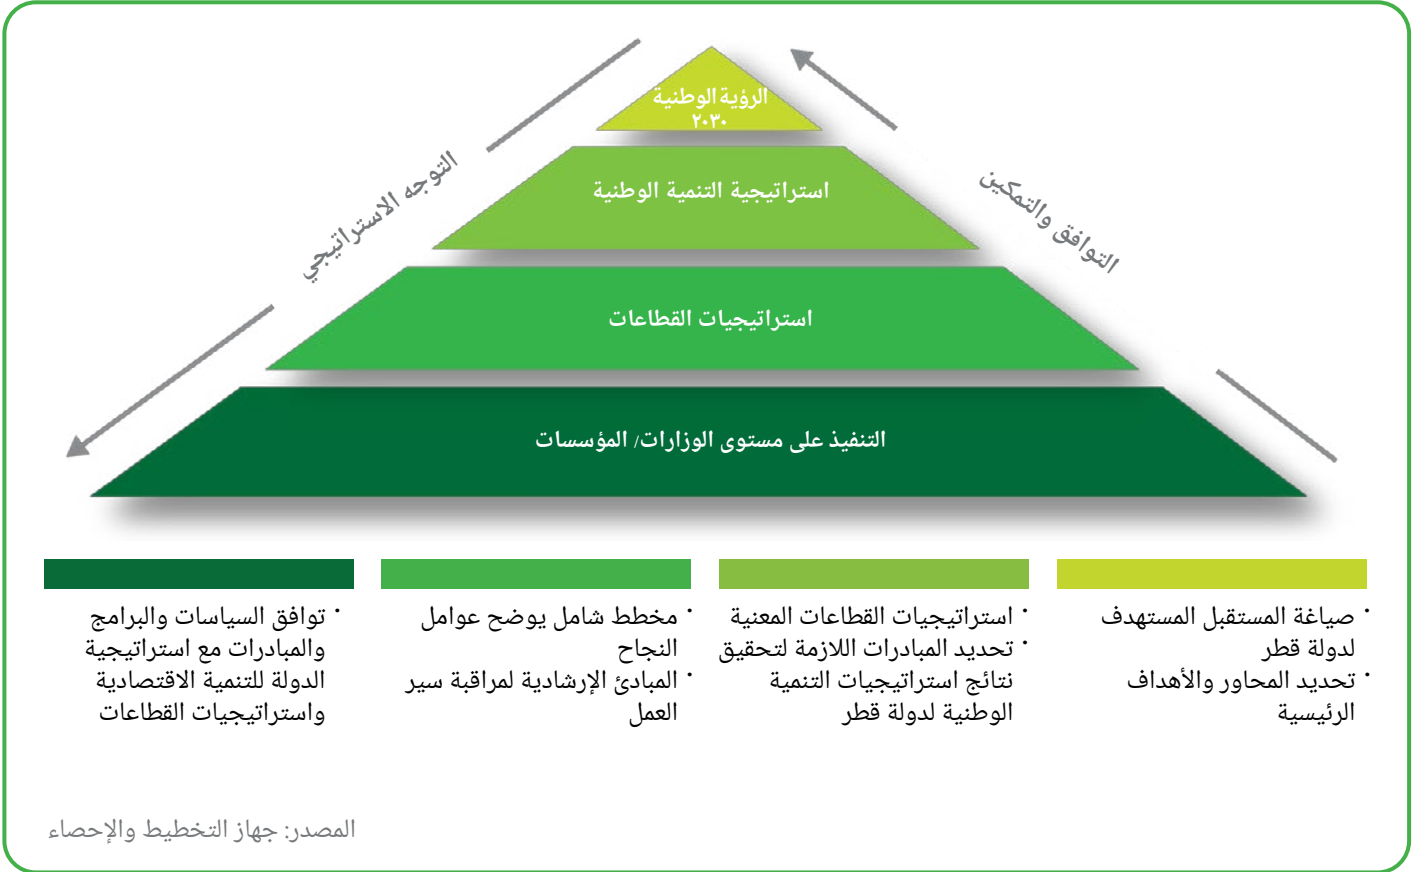 الرؤية الوطنية
٢٠٣٠
استراتيجية التنمية الوطنية
استراتيجيات القطاعات
التنفيذ على مستوى الوزارات/ المؤسسات
التوافق والتمكين
التوجه الاستراتيجي
· صياغة المستقبل المستهدف
لدولة قطر
· تحديد المحاور والأهداف
الرئيسية
· استراتيجيات القطاعات المعنية
· تحديد المبادرات اللازمة لتحقيق
نتائج استراتيجيات التنمية
الوطنية لدولة قطر
· مخطط شامل يوضح عوامل
النجاح
· المبادئ الإرشادية لمراقبة سير
العمل
· توافق السياسات والبرامج
والمبادرات مع استراتيجية
الدولة للتنمية الاقتصادية
واستراتيجيات القطاعات
المصدر: جهاز التخطيط والإحصاء